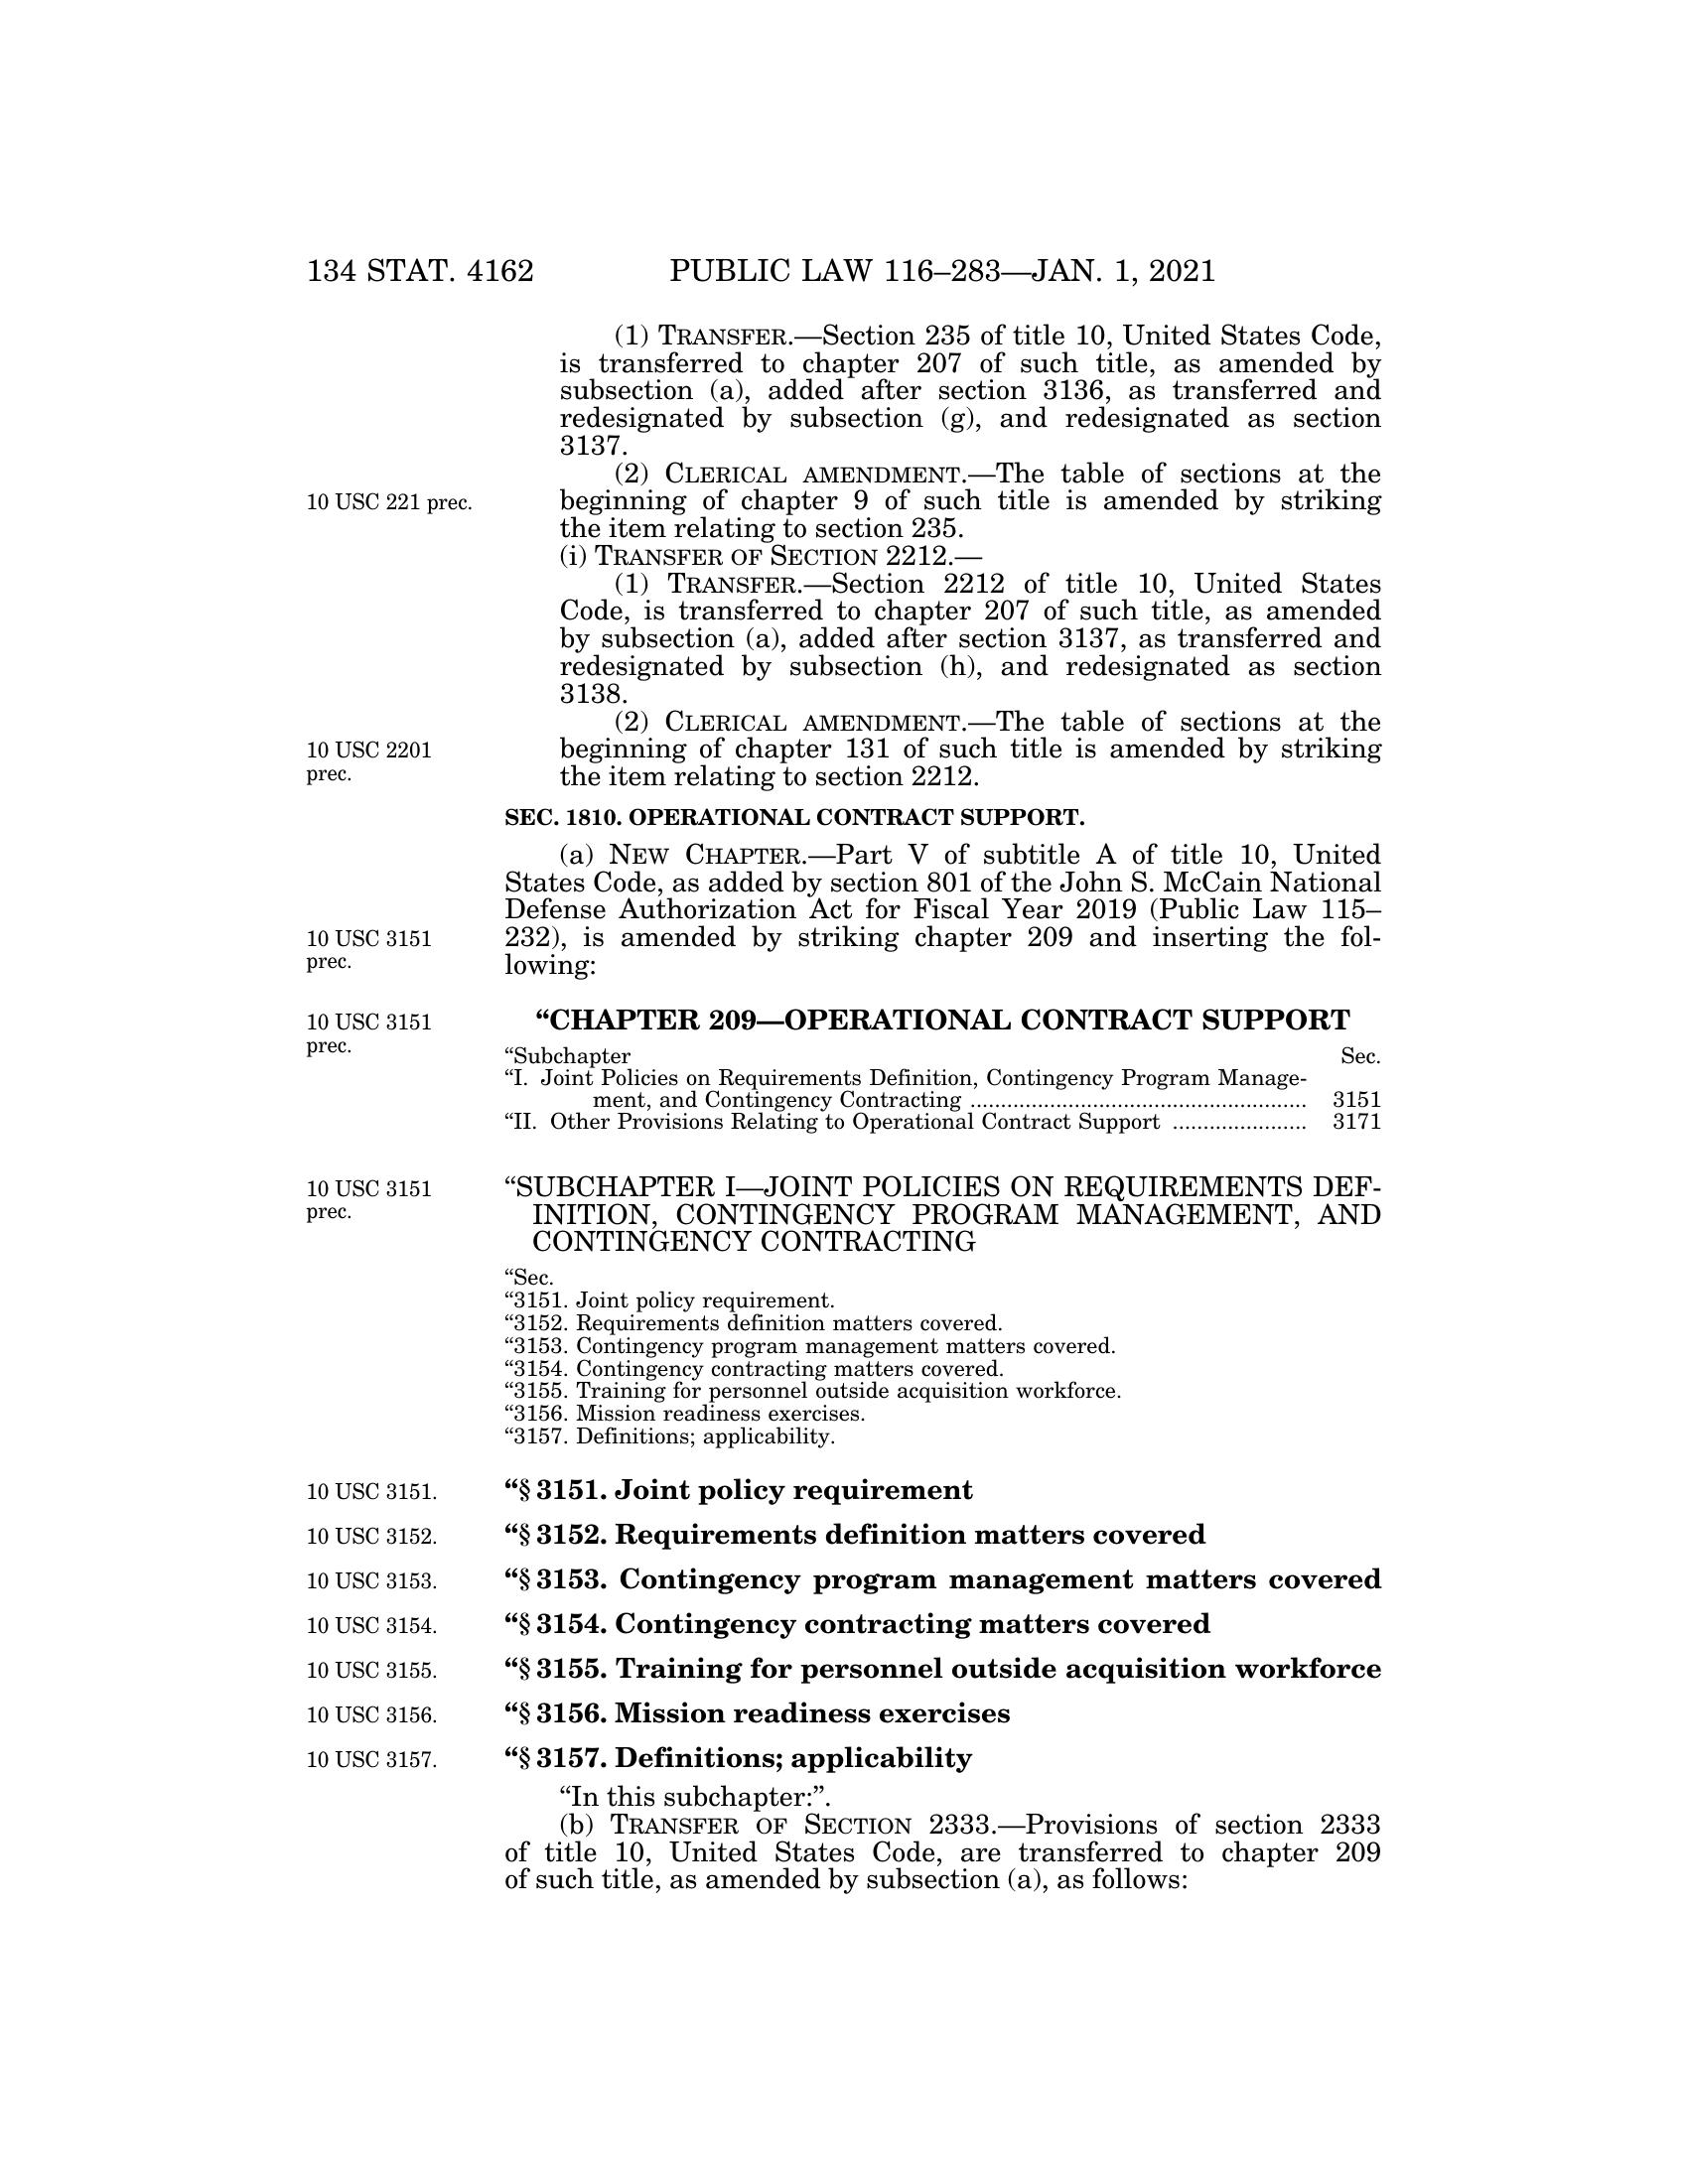 134 STAT. 4162 PUBLIC LAW 116–283—JAN. 1, 2021
(1) TRANSFER.—Section 235 of title 10, United States Code,
is transferred to chapter 207 of such title, as amended by
subsection (a), added after section 3136, as transferred and
redesignated by subsection (g), and redesignated as section
3137.
(2) CLERICAL AMENDMENT.—The table of sections at the
10 USC 221 prec.
beginning of chapter 9 of such title is amended by striking
the item relating to section 235.
(i) TRANSFER OF SECTION 2212.—
(1) TRANSFER.—Section 2212 of title 10, United States
Code, is transferred to chapter 207 of such title, as amended
by subsection (a), added after section 3137, as transferred and
redesignated by subsection (h), and redesignated as section
3138.
(2) CLERICAL AMENDMENT.—The table of sections at the
10 USC 2201
prec.
beginning of chapter 131 of such title is amended by striking
the item relating to section 2212.
SEC. 1810. OPERATIONAL CONTRACT SUPPORT.
(a) NEW CHAPTER.—Part V of subtitle A of title 10, United
States Code, as added by section 801 of the John S. McCain National
Defense Authorization Act for Fiscal Year 2019 (Public Law 115–
10 USC 3151
prec.
232), is amended by striking chapter 209 and inserting the fol-
lowing:
10 USC 3151
prec.
“CHAPTER 209—OPERATIONAL CONTRACT SUPPORT
“Subchapter Sec.
“I. Joint Policies on Requirements Definition, Contingency Program Manage-
ment, and Contingency Contracting ....................................................... 3151
“II. Other Provisions Relating to Operational Contract Support ...................... 3171
10 USC 3151
prec.
“SUBCHAPTER I—JOINT POLICIES ON REQUIREMENTS DEF-
INITION, CONTINGENCY PROGRAM MANAGEMENT, AND
CONTINGENCY CONTRACTING
“Sec.
“3151. Joint policy requirement.
“3152. Requirements definition matters covered.
“3153. Contingency program management matters covered.
“3154. Contingency contracting matters covered.
“3155. Training for personnel outside acquisition workforce.
“3156. Mission readiness exercises.
“3157. Definitions; applicability.
10 USC 3151.
“§ 3151. Joint policy requirement
10 USC 3152.
“§ 3152. Requirements definition matters covered
10 USC 3153.
“§ 3153. Contingency program management matters covered
10 USC 3154.
“§ 3154. Contingency contracting matters covered
10 USC 3155.
“§ 3155. Training for personnel outside acquisition workforce
10 USC 3156.
“§ 3156. Mission readiness exercises
10 USC 3157.
“§ 3157. Definitions; applicability
“In this subchapter:”.
(b) TRANSFER OF SECTION 2333.—Provisions of section 2333
of title 10, United States Code, are transferred to chapter 209
of such title, as amended by subsection (a), as follows: